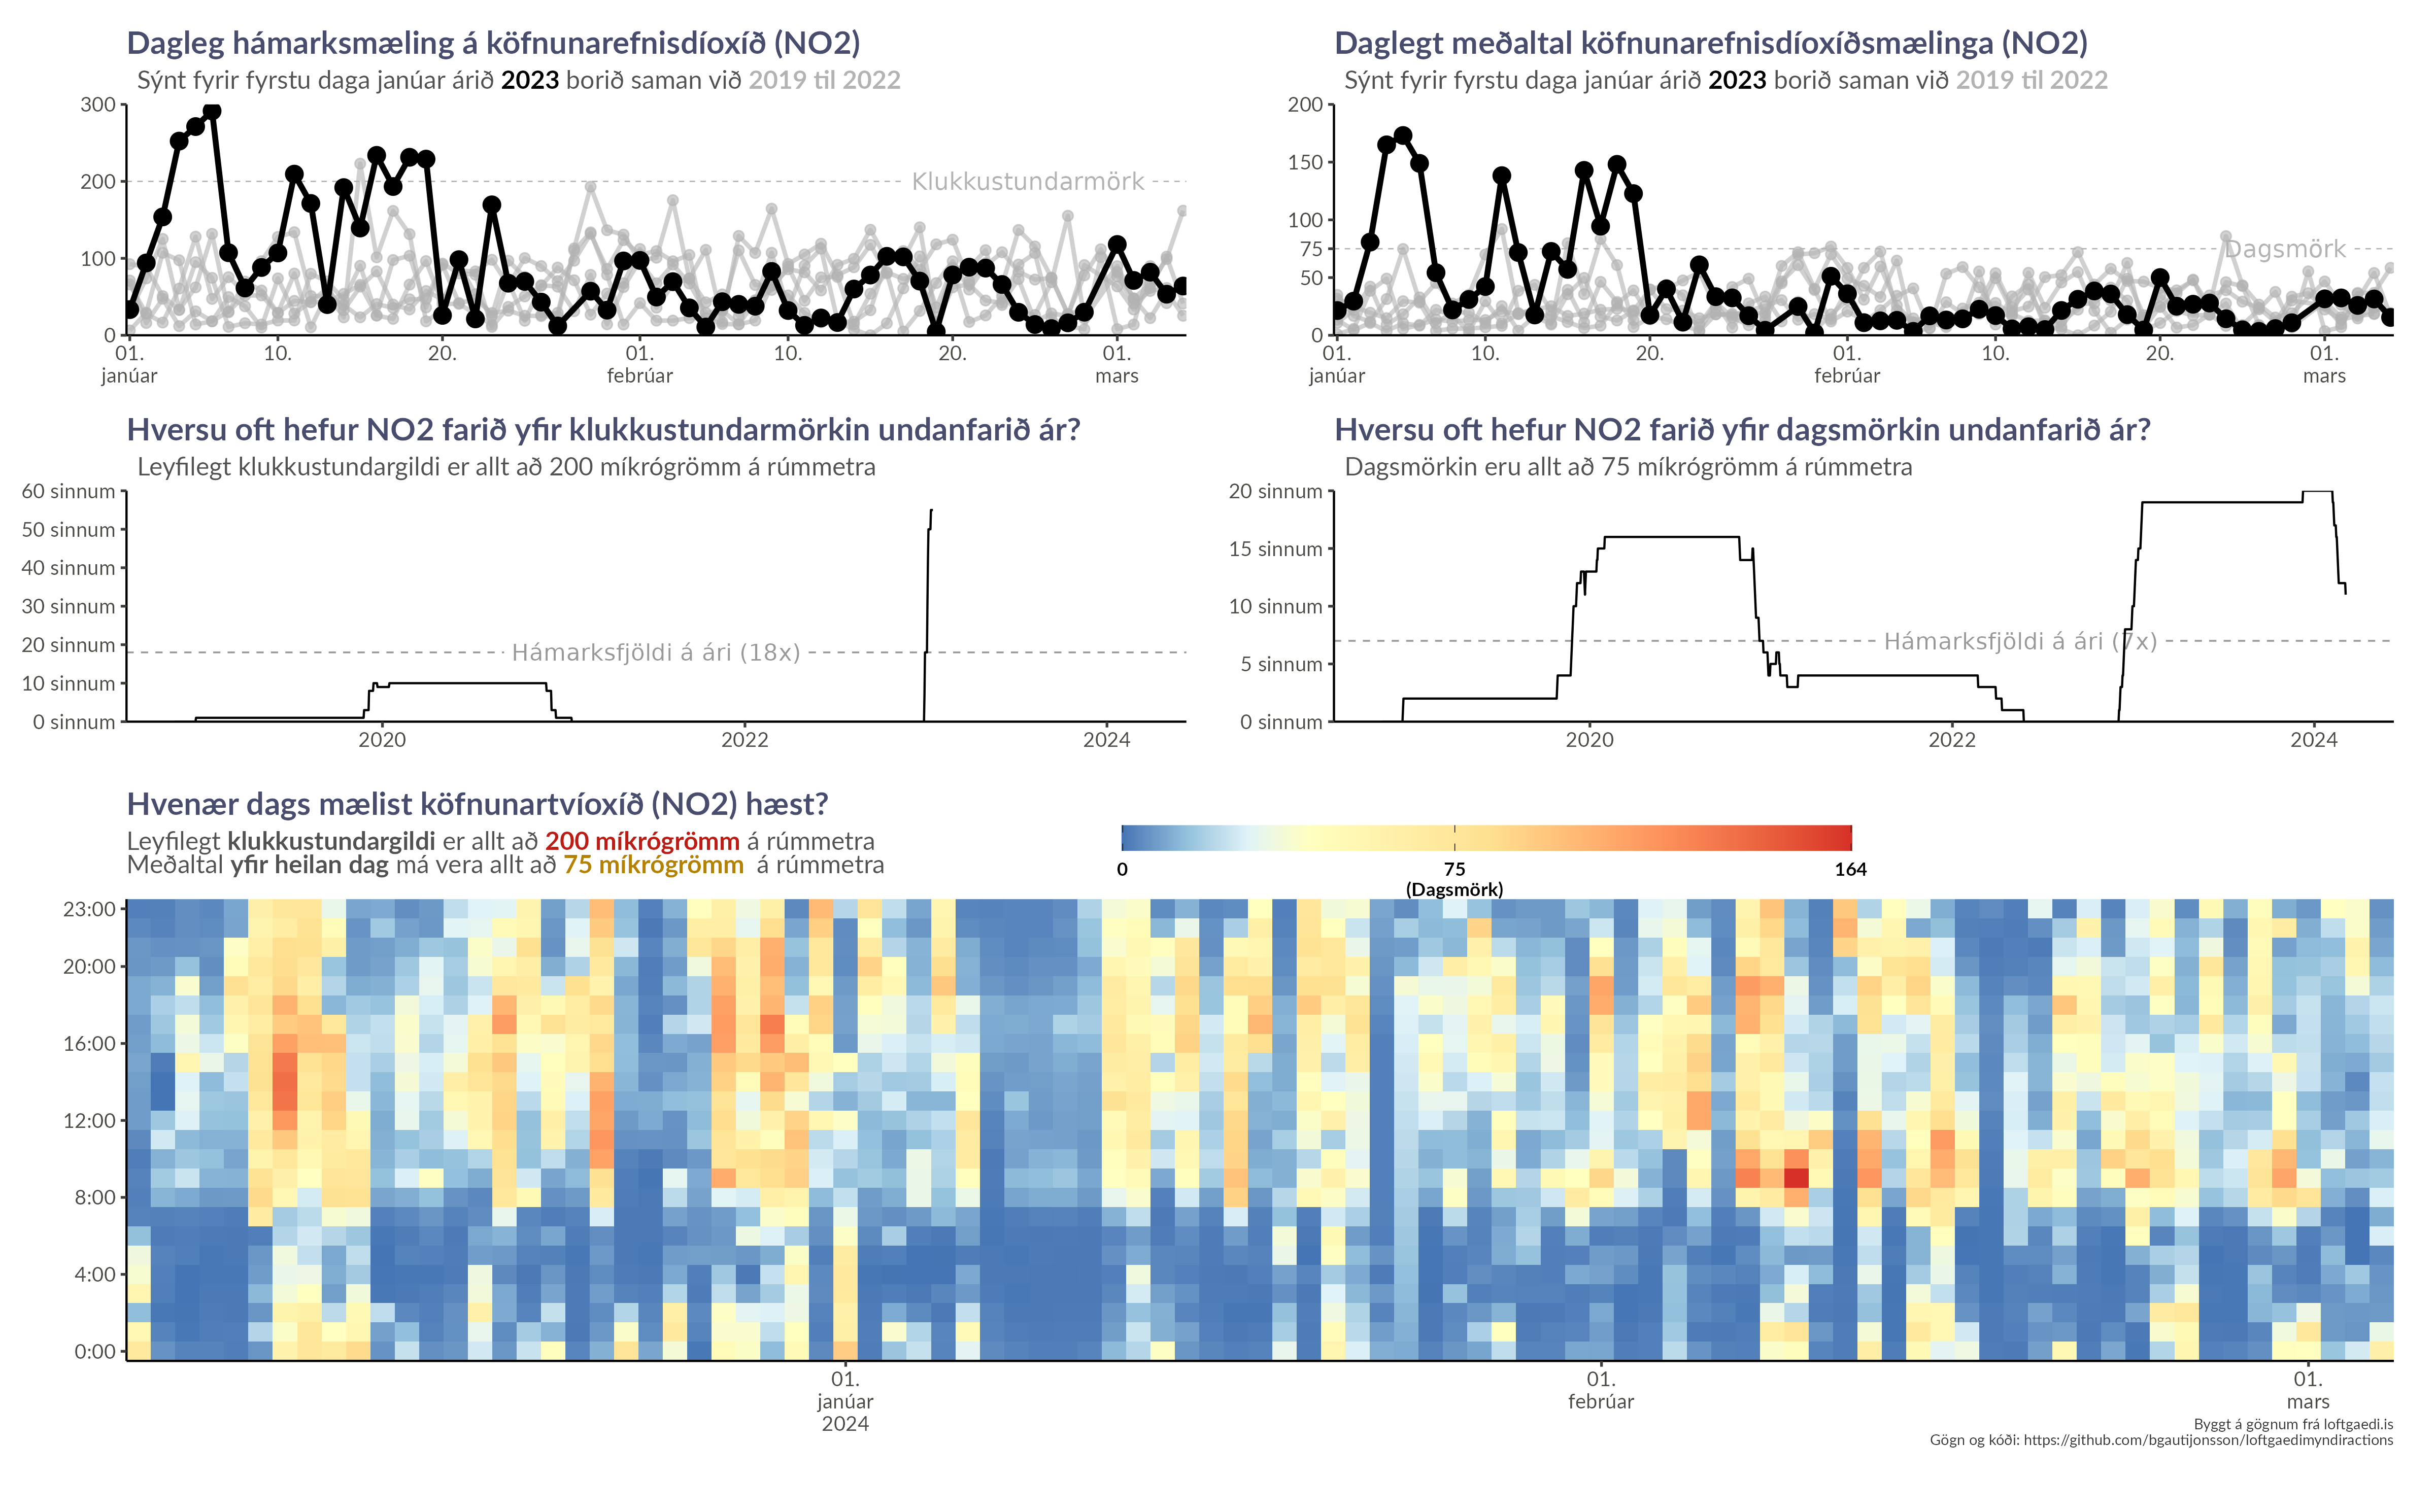 Dagleg hámarksmæling á köfnunarefnisdíoxíð (NO2)
Sýnt fyrir fyrstu daga janúar árið 2023 borið saman við 2019 til 2022
300
200
100
0
Klukkustundarmörk
01.
janúar
10.
20.
01.
febrúar
10.
20.
01.
mars
Daglegt meðaltal köfnunarefnisdíoxíðsmælinga (NO2)
Sýnt fyrir fyrstu daga janúar árið 2023 borið saman við 2019 til 2022
200
150
100
75
50
0
Dagsmörk
01.
janúar
10.
20.
01.
febrúar
10.
20.
01.
mars
Hversu oft hefur NO2 farið yfir klukkustundarmörkin undanfarið ár?
Leyfilegt klukkustundargildi er allt að 200 míkrógrömm á rúmmetra
60 sinnum
50 sinnum
40 sinnum
30 sinnum
20 sinnum
10 sinnum
0 sinnum
Hámarksfjöldi á ári (18x)
2020
2022
2024
Hversu oft hefur NO2 farið yfir dagsmörkin undanfarið ár?
Dagsmörkin eru allt að 75 míkrógrömm á rúmmetra
20 sinnum
15 sinnum
10 sinnum
5 sinnum
0 sinnum
Hámarksfjöldi á ári (7x)
2020
2022
2024
Hvenær dags mælist köfnunartvíoxíð (NO2) hæst?
Leyfilegt klukkustundargildi er allt að 200 míkrógrömm á rúmmetra
Meðaltal yfir heilan dag má vera allt að 75 míkrógrömm á rúmmetra
0
75
(Dagsmörk)
164
23:00
20:00
16:00
12:00
8:00
4:00
0:00
01.
janúar
2024
01.
febrúar
01.
mars
Byggt á gögnum frá loftgaedi.is
Gögn og kóði: https://github.com/bgautijonsson/loftgaedimyndiractions